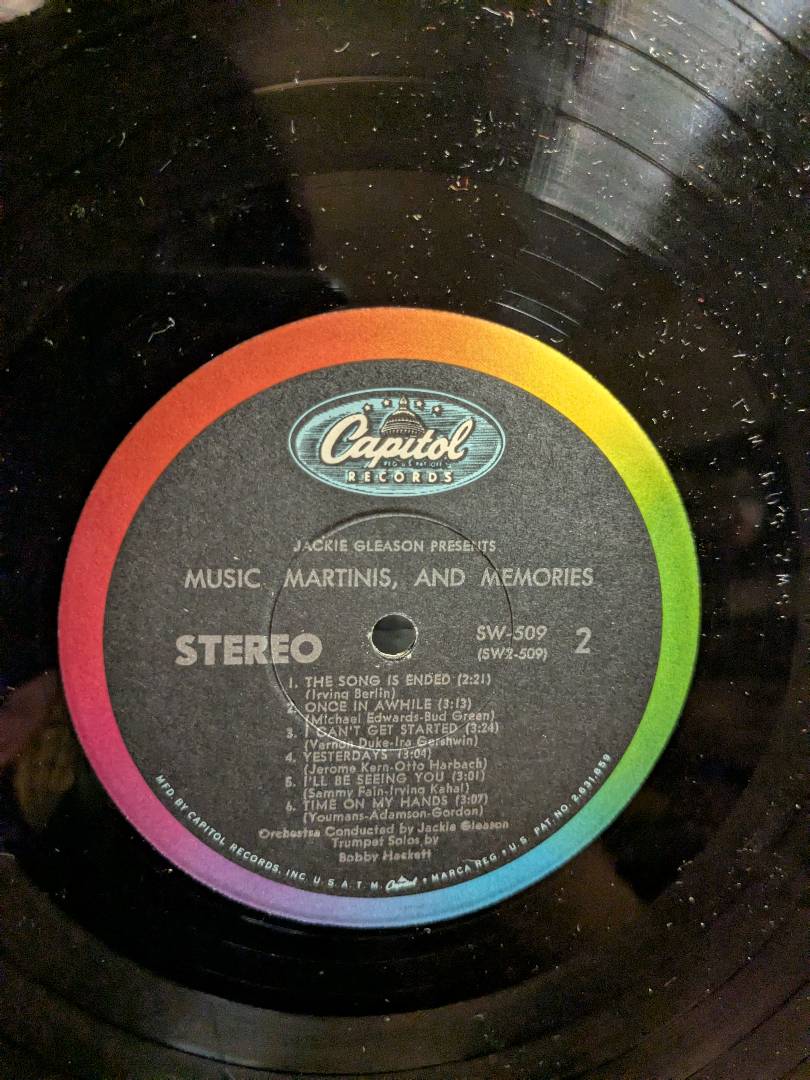 Capitol
REG. U.S. PAT. OFF.
RECORDS
JACKIE GLEASON PRESENTS
MUSIC, MARTINIS, AND MEMORIES
STEREO
SW-509
(SW2-509)
2
1. THE SONG IS ENDED (2:21)
(Irving Berlin)
2. ONCE IN AWHILE (3:13)
(Michael Edwards-Bud Green)
3. I CAN'T GET STARTED (3:24)
(Vernon Duke-Ira Gershwin)
4. YESTERDAYS (3:04)
(Jerome Kern-Otto Harbach)
5. I'LL BE SEEING YOU (3:01)
(Sammy Fain-Irving Kahal)
6. TIME ON MY HANDS (3:07)
(Youmans-Adamson-Gordon)
Orchestra Conducted by Jackie Gleason
Trumpet Solos by
Bobby Hackett
MFD. BY CAPITOL RECORDS, INC. U.S.A. T.M. Capitol • MARCA REG. • U.S. PAT. NO. 2,631,859